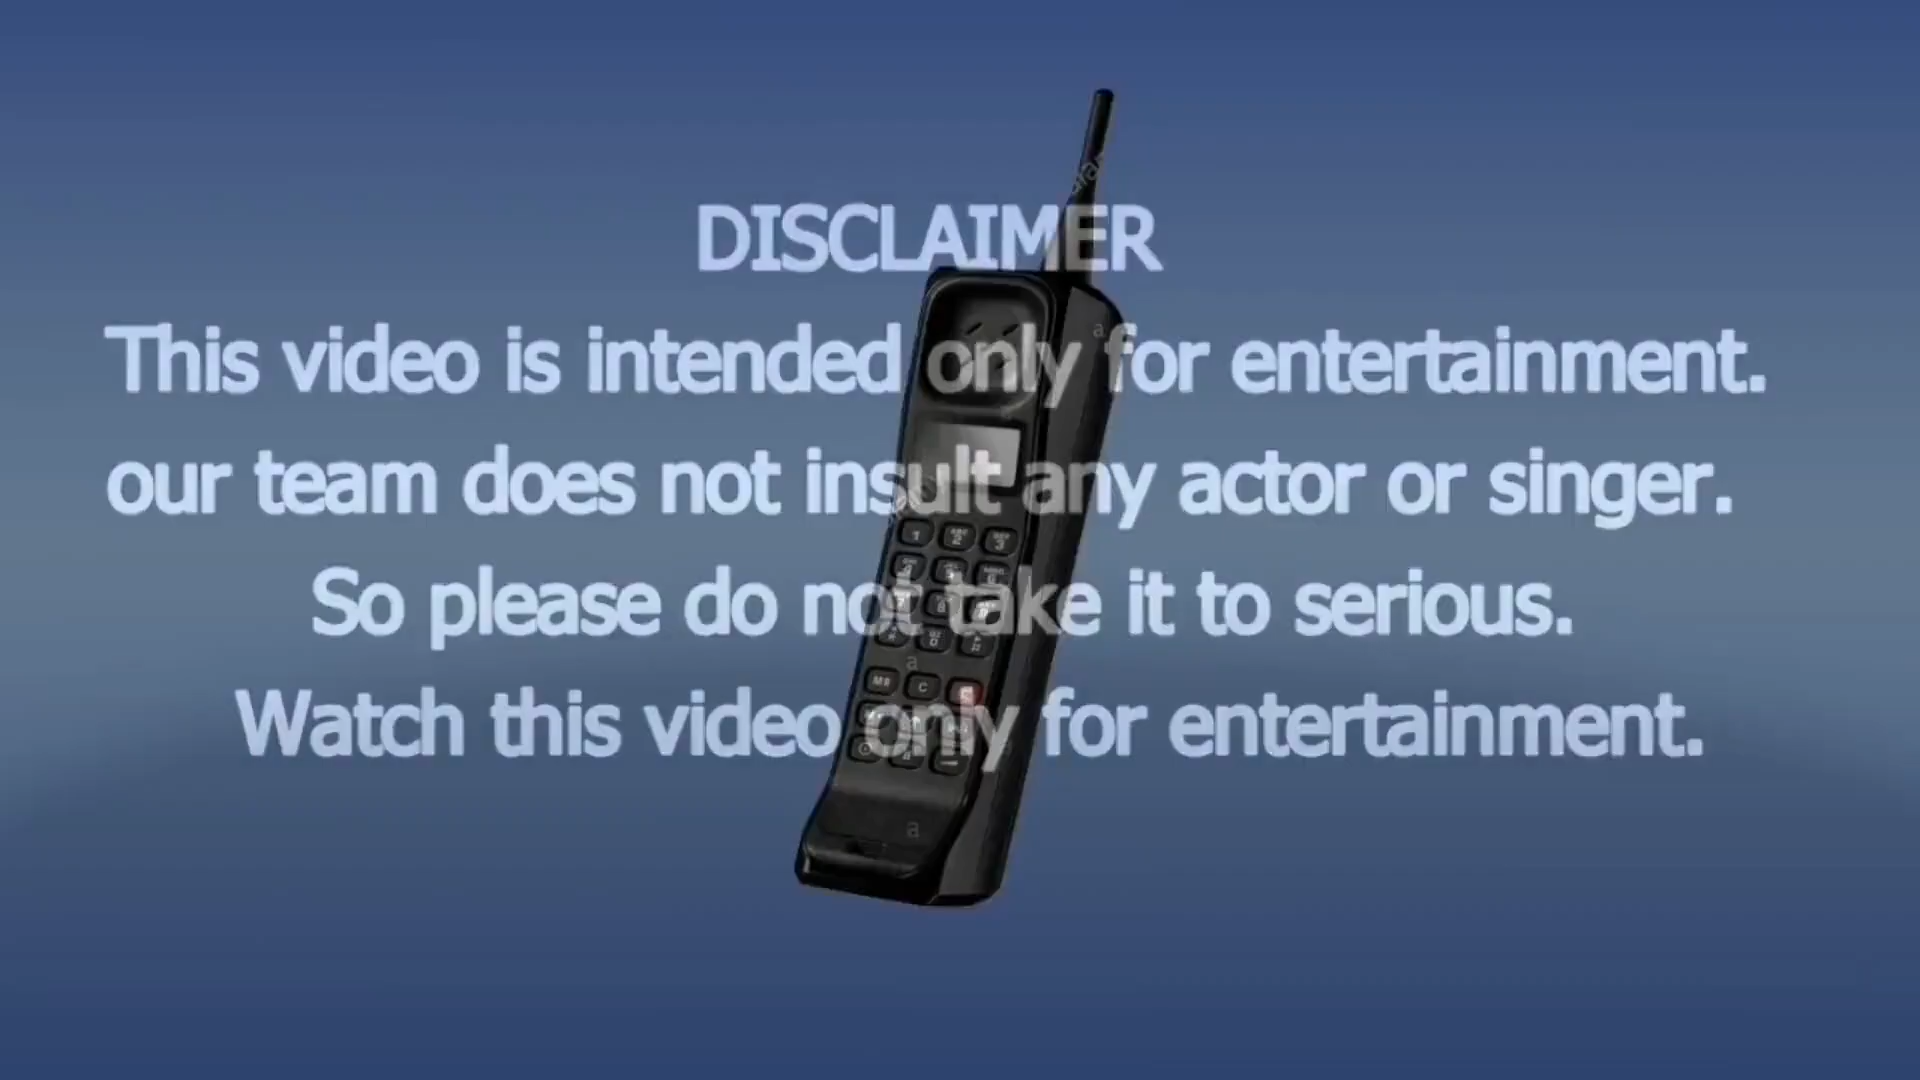 DISCLAIMER
This video is intended only for entertainment.
our team does not insult any actor or singer.
So please do not take it to serious.
Watch this video only for entertainment.